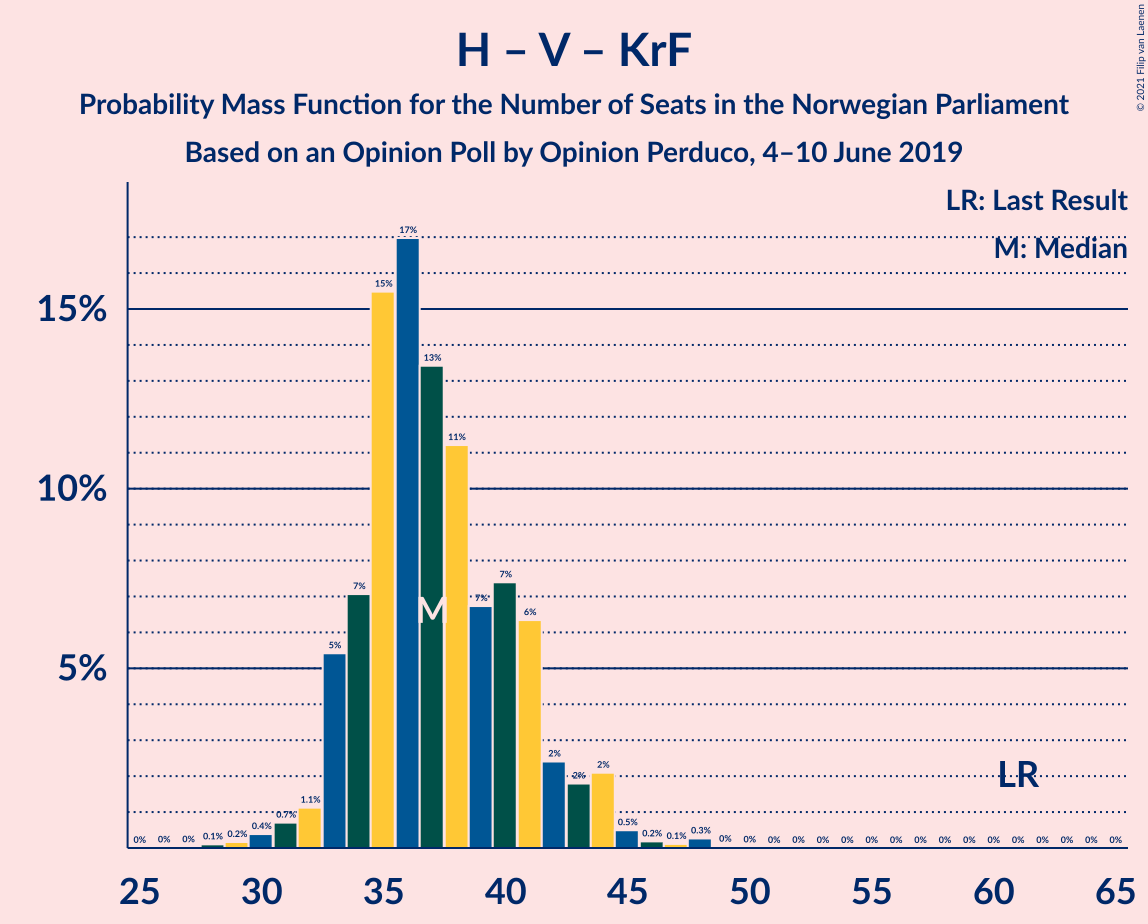 H – V – KrF
Probability Mass Function for the Number of Seats in the Norwegian Parliament
Based on an Opinion Poll by Opinion Perduco, 4–10 June 2019
© 2021 Filip van Laenen
LR: Last Result
M: Median
15%
10%
5%
0% 0% 0% 0.1% 0.2% 0.4% 0.7% 1.1% 5% 7% 15% 17% 13% 11% 7% 7% 6% 2% 2% 2% 0.5% 0.2% 0.1% 0.3% 0% 0% 0% 0% 0% 0% 0% 0% 0% 0% 0% 0% 0% 0% 0% 0% 0%
M
LR
25 30 35 40 45 50 55 60 65